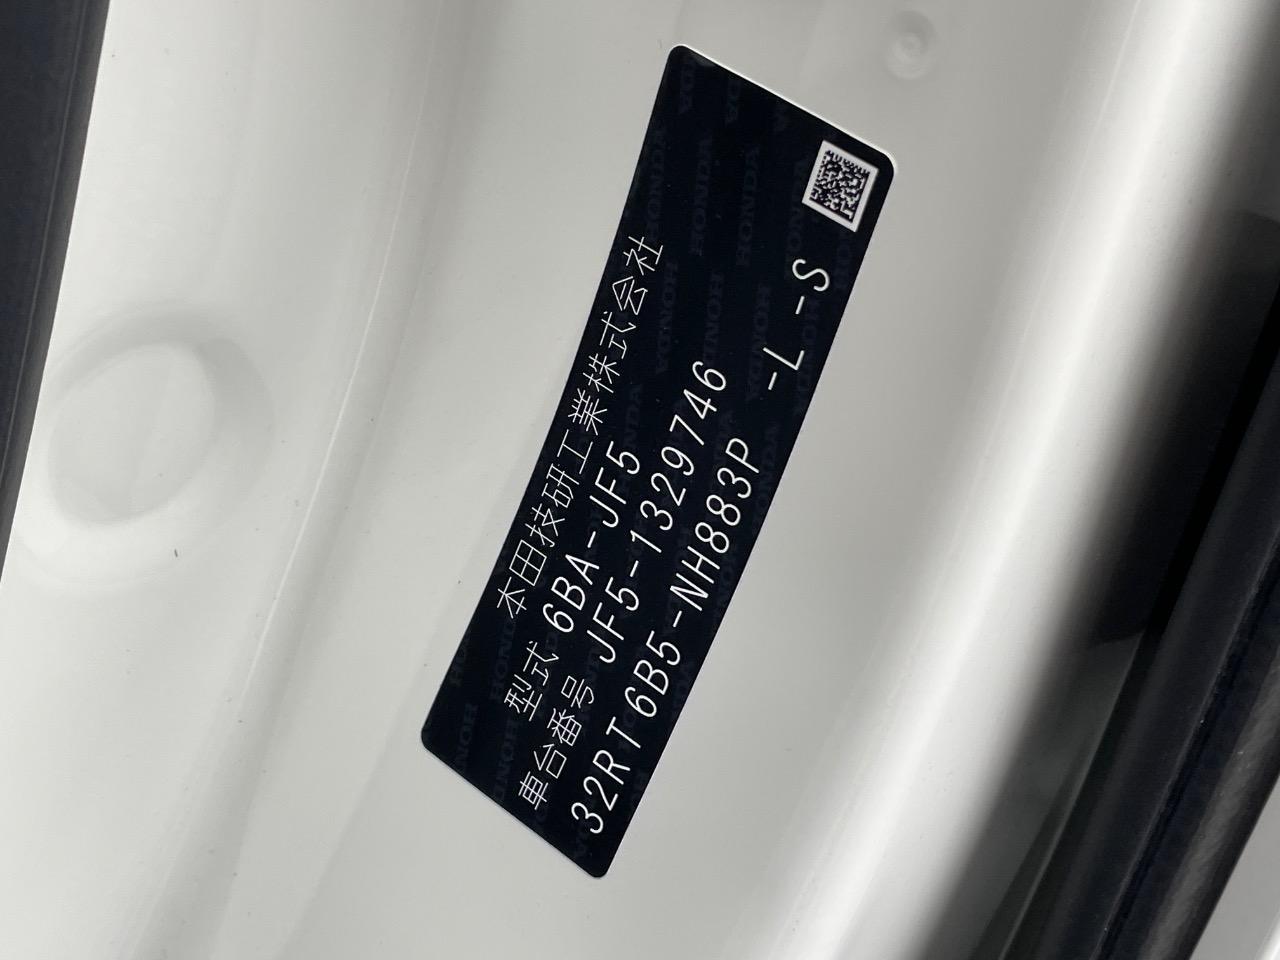 本田技研工業株式会社
型式 6BA-JF5
車台番号 JF5-1329746
32RT6B5-NH883P -L -S